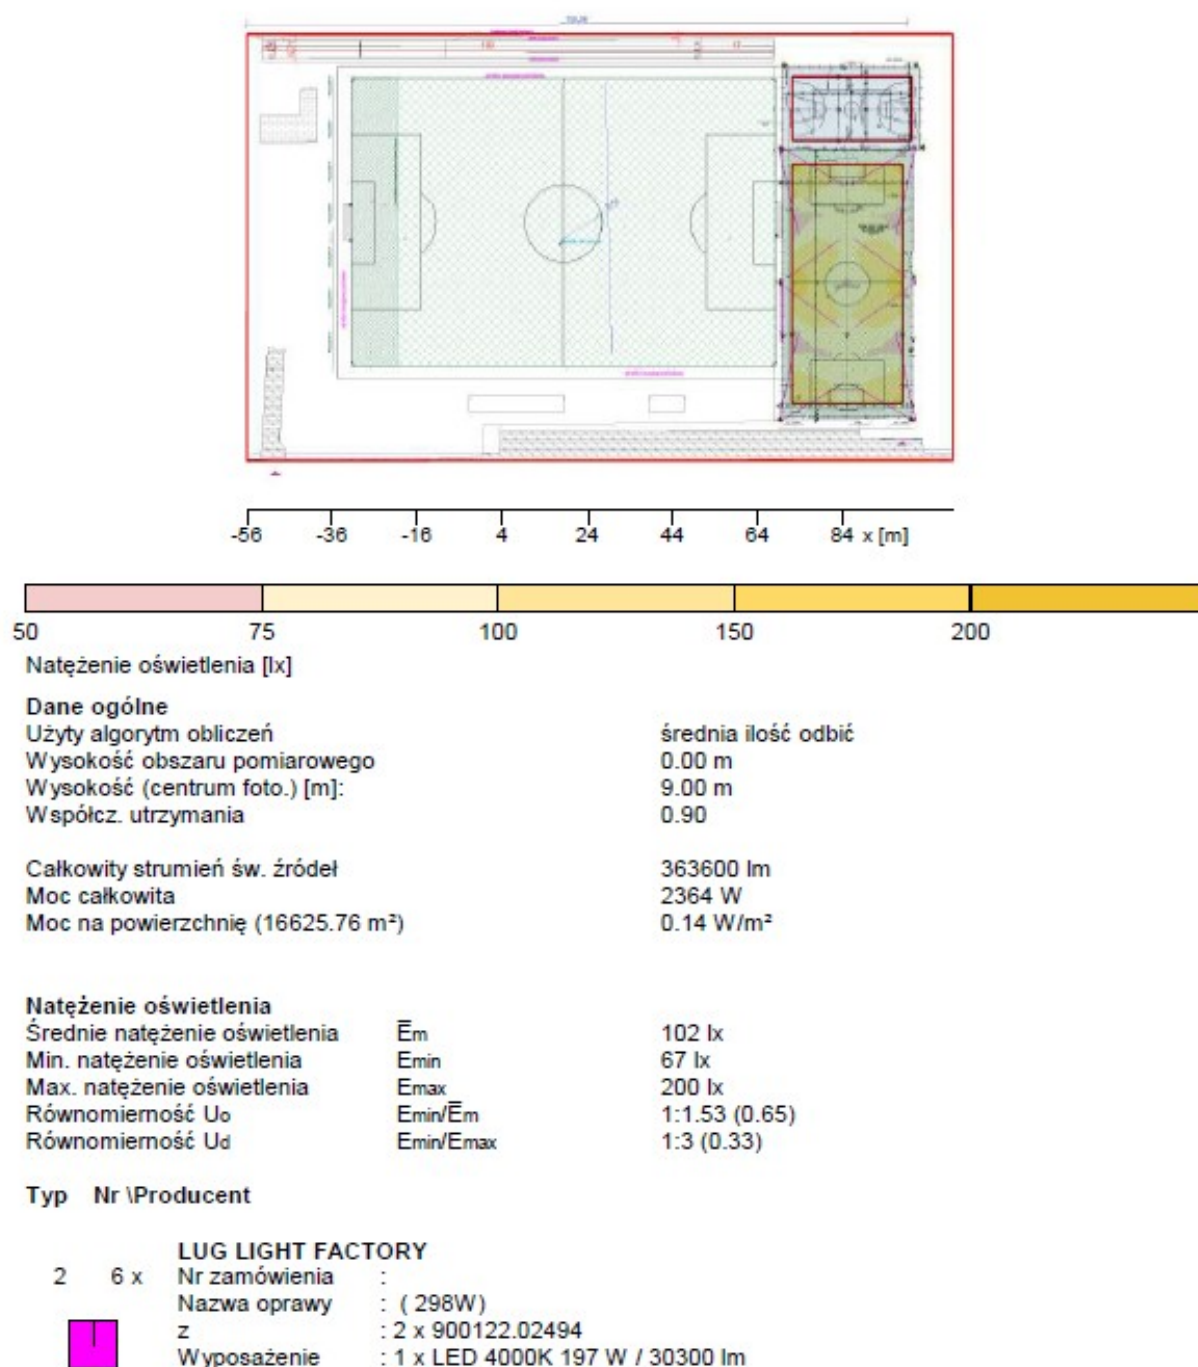 -56 -36 -16 4 24 44 64 84 x [m]
50 75 100 150 200
Natężenie oświetlenia [lx]
Dane ogólne
Użyty algorytm obliczeń średnia ilość odbić
Wysokość obszaru pomiarowego 0.00 m
Wysokość (centrum foto.) [m]: 9.00 m
Współcz. utrzymania 0.90
Całkowity strumień św. źródeł 363600 lm
Moc całkowita 2364 W
Moc na powierzchnię (16625.76 m²) 0.14 W/m²
Natężenie oświetlenia
Średnie natężenie oświetlenia Ēm 102 lx
Min. natężenie oświetlenia Emin 67 lx
Max. natężenie oświetlenia Emax 200 lx
Równomierność Uo Emin/Ēm 1:1.53 (0.65)
Równomierność Ud Emin/Emax 1:3 (0.33)
Typ Nr \Producent
LUG LIGHT FACTORY
2 6 x Nr zamówienia :
Nazwa oprawy : ( 298W)
z : 2 x 900122.02494
Wyposażenie : 1 x LED 4000K 197 W / 30300 lm